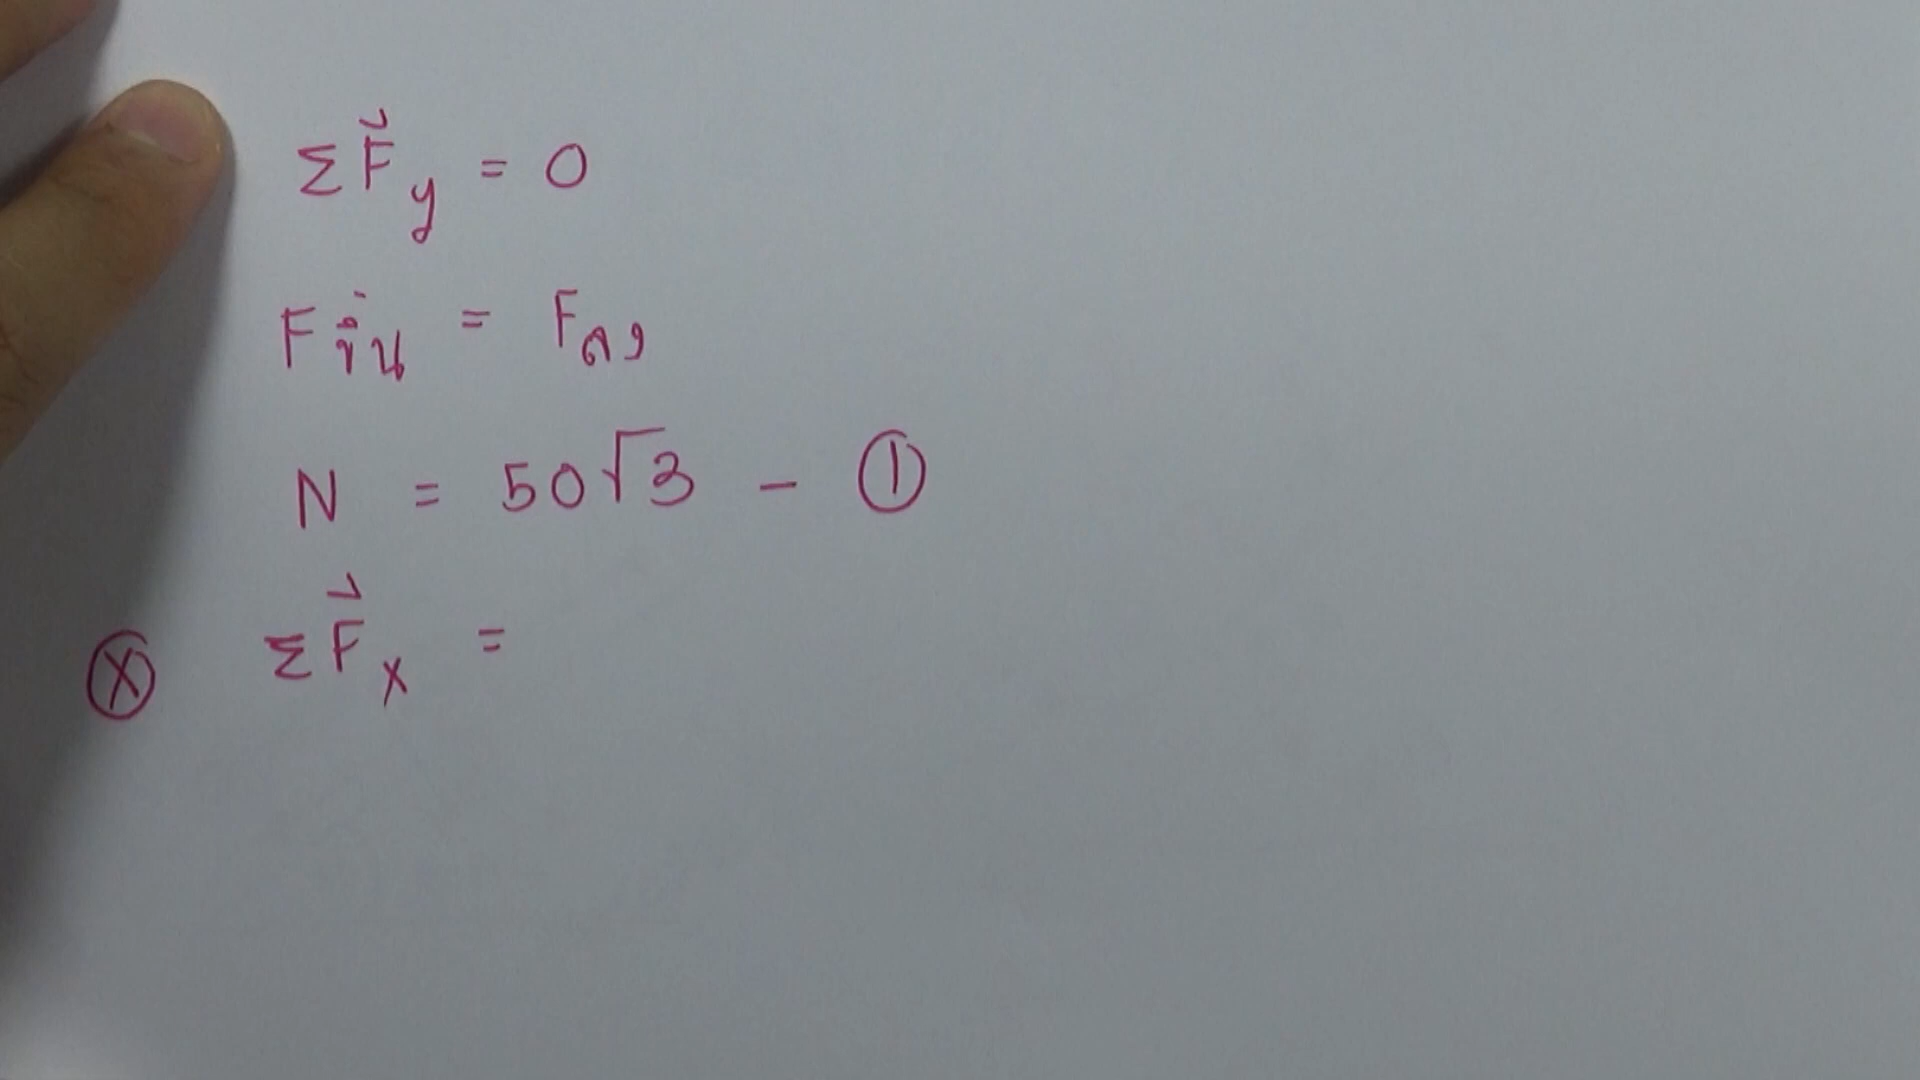 ΣF⃗y = 0
Fขึ้น = Fลง
N = 50√3 - ①
Ⓧ ΣF⃗x =